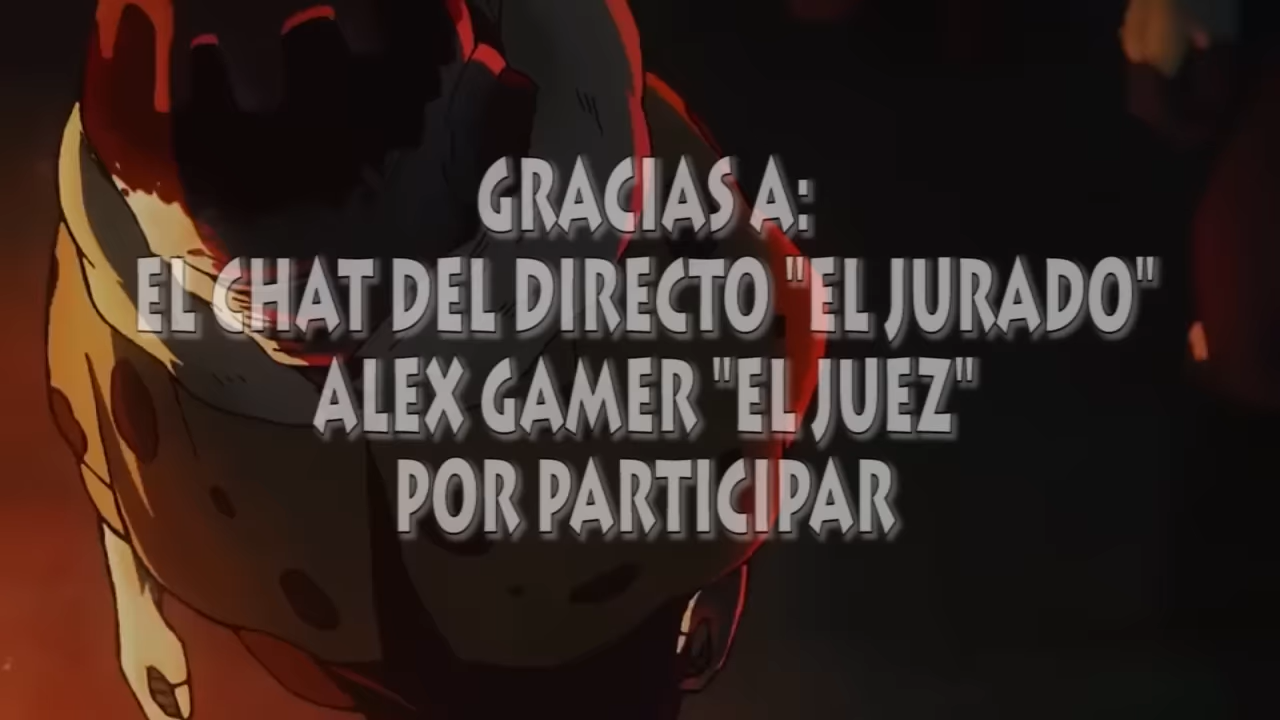 GRACIAS A:
EL CHAT DEL DIRECTO "EL JURADO"
ALEX GAMER "EL JUEZ"
POR PARTICIPAR